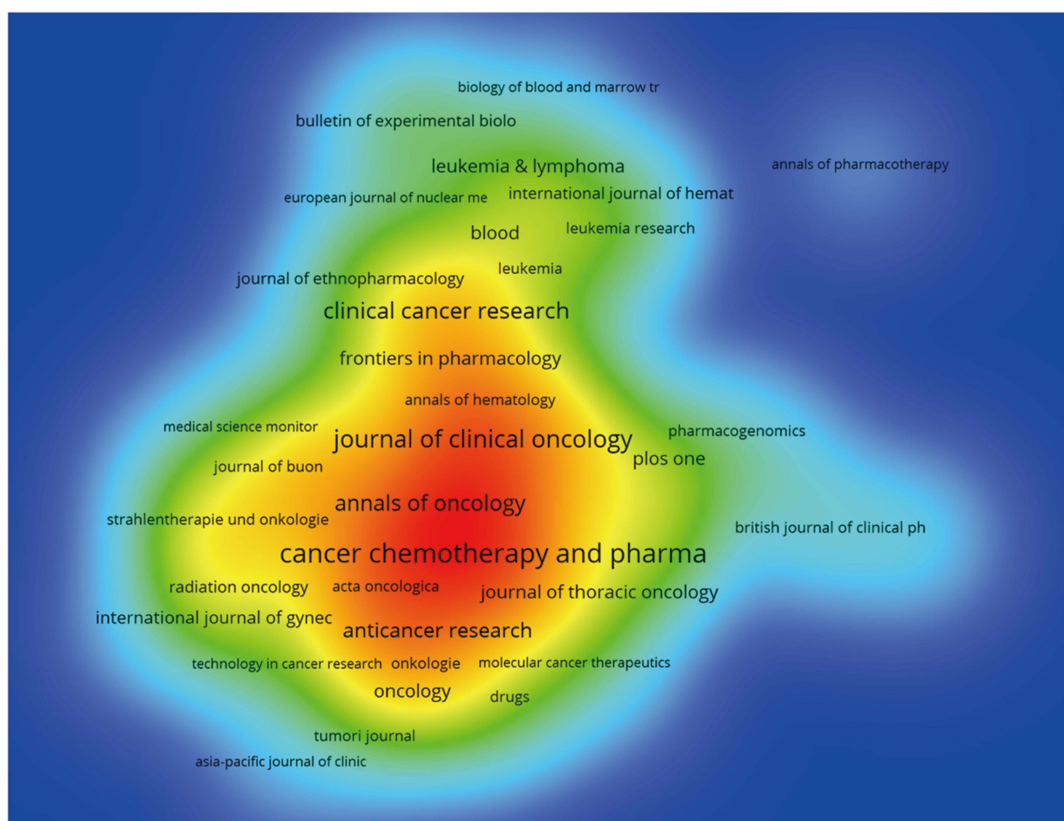 biology of blood and marrow tr
bulletin of experimental biolo
leukemia & lymphoma
annals of pharmacotherapy
european journal of nuclear me
international journal of hemat
blood
leukemia research
leukemia
journal of ethnopharmacology
clinical cancer research
frontiers in pharmacology
annals of hematology
medical science monitor
journal of clinical oncology
pharmacogenomics
journal of buon
plos one
annals of oncology
strahlentherapie und onkologie
british journal of clinical ph
cancer chemotherapy and pharma
radiation oncology
acta oncologica
journal of thoracic oncology
international journal of gynec
anticancer research
technology in cancer research
onkologie
molecular cancer therapeutics
oncology
drugs
tumori journal
asia-pacific journal of clinic